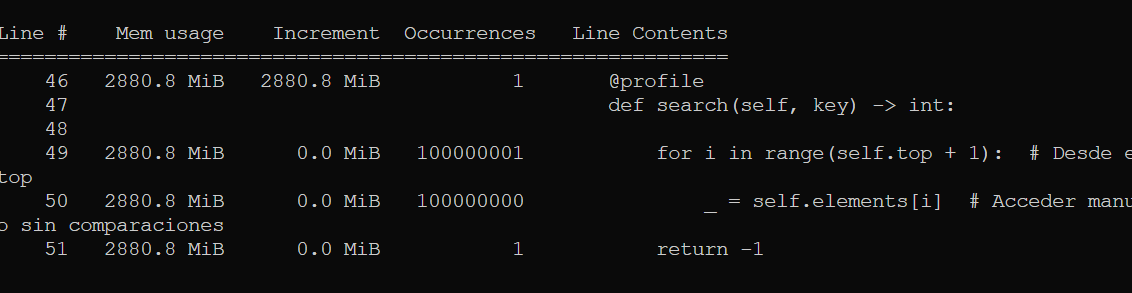 Line #    Mem usage    Increment  Occurrences   Line Contents
=============================================================
46   2880.8 MiB   2880.8 MiB           1       @profile
47                                             def search(self, key) -> int:
48
49   2880.8 MiB      0.0 MiB   100000001           for i in range(self.top + 1):  # Desde
top
50   2880.8 MiB      0.0 MiB   100000000               _ = self.elements[i]  # Acceder
o sin comparaciones
51   2880.8 MiB      0.0 MiB           1           return -1